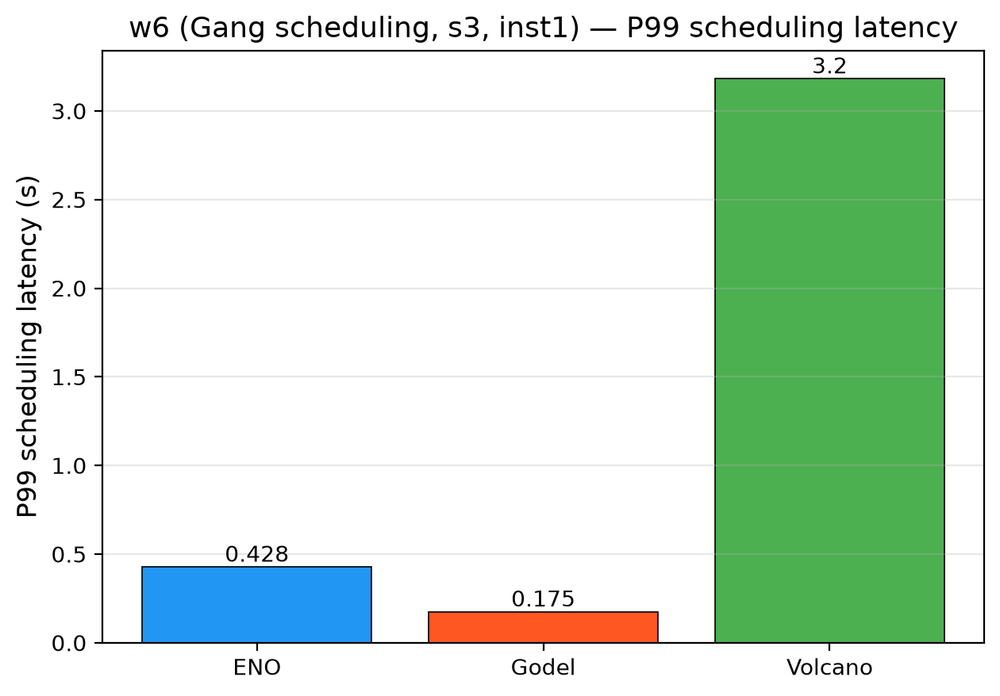 w6 (Gang scheduling, s3, inst1) — P99 scheduling latency
P99 scheduling latency (s)
3.0
2.5
2.0
1.5
1.0
0.5
0.0
0.428
0.175
3.2
ENO
Godel
Volcano